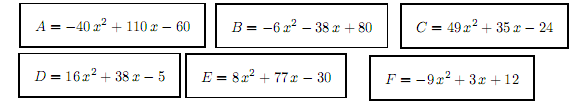 A = −40 x² + 110 x − 60 B = −6 x² − 38 x + 80 C = 49 x² + 35 x − 24
D = 16 x² + 38 x − 5 E = 8 x² + 77 x − 30 F = −9 x² + 3 x + 12